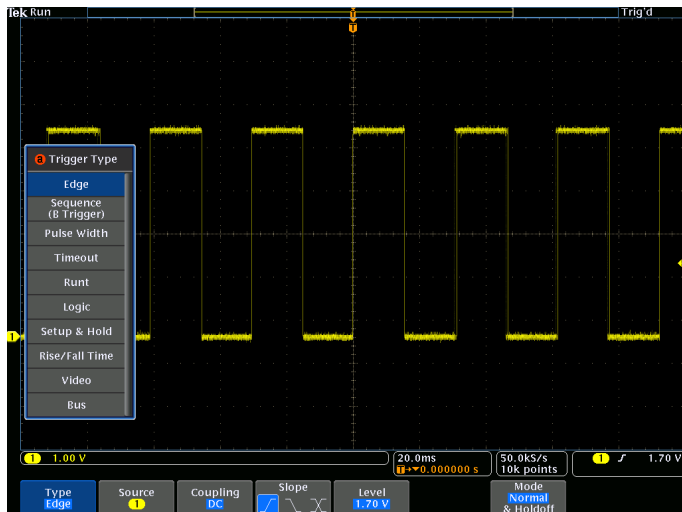 Tek Run Trig'd
T
T
a Trigger Type
Edge
Sequence
(B Trigger)
Pulse Width
Timeout
Runt
Logic
Setup & Hold
Rise/Fall Time
Video
Bus
1
1 1.00 V
20.0ms
T→▼0.000000 s
50.0kS/s
10k points
1 1.70 V
Type
Edge
Source
1
Coupling
DC
Slope
Level
1.70 V
Mode
Normal
& Holdoff